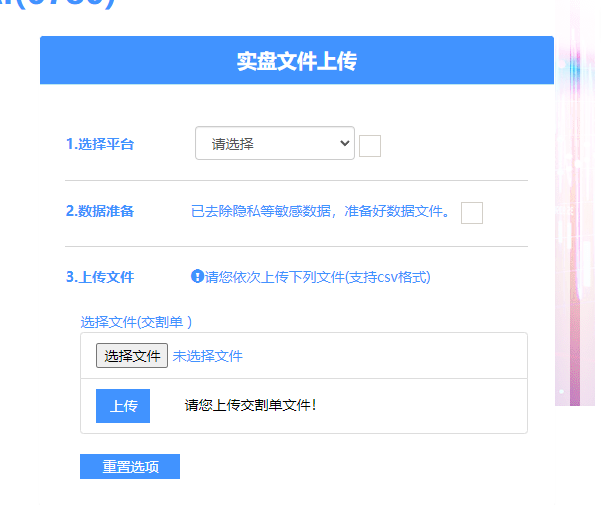 实盘文件上传
1.选择平台 请选择
2.数据准备 已去除隐私等敏感数据，准备好数据文件。
3.上传文件 请您依次上传下列文件(支持csv格式)
选择文件(交割单 )
选择文件 未选择文件
上传 请您上传交割单文件!
重置选项